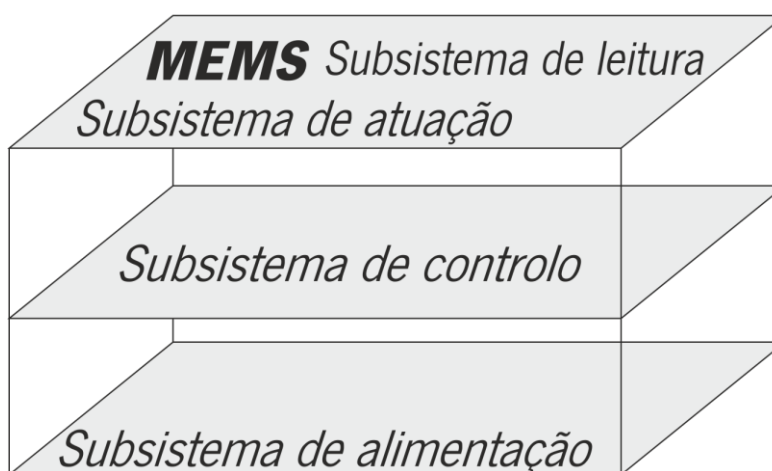 MEMS Subsistema de leitura
Subsistema de atuação
Subsistema de controlo
Subsistema de alimentação